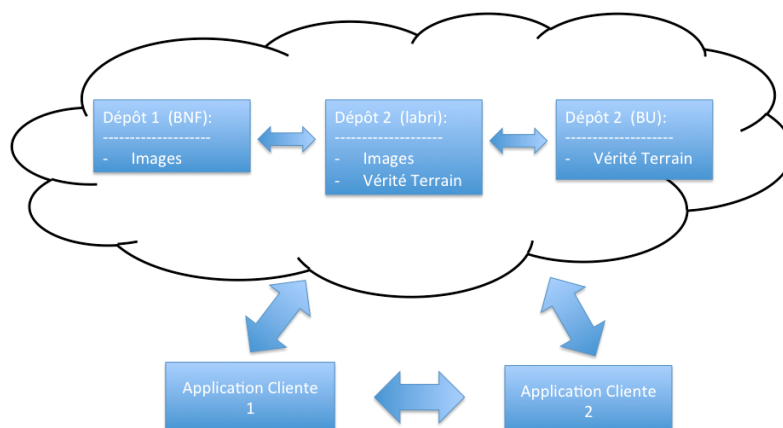 Dépôt 1  (BNF):
--------------------
-   Images
Dépôt 2  (labri):
--------------------
-   Images
-   Vérité Terrain
Dépôt 2  (BU):
--------------------
-   Vérité Terrain
Application Cliente
1
Application Cliente
2